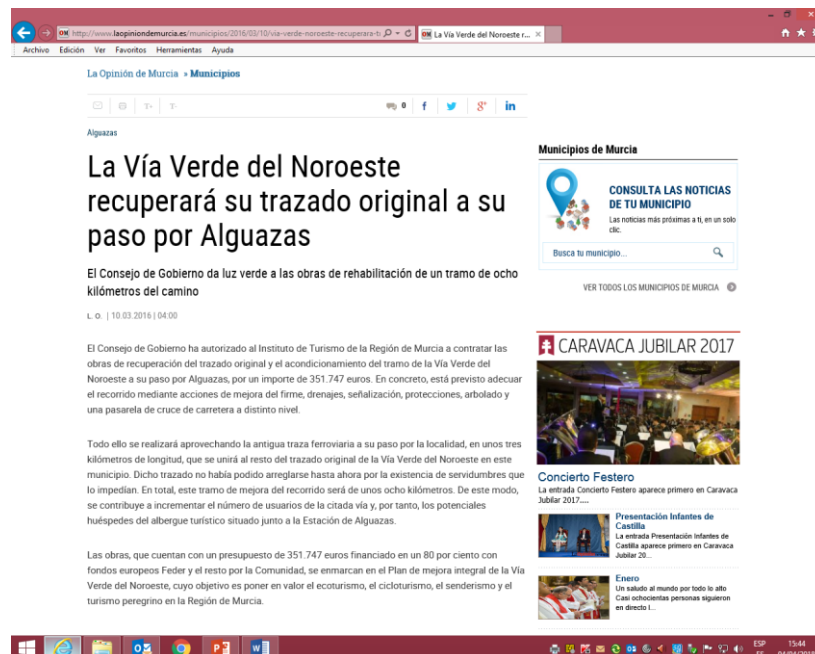 http://www.laopiniondemurcia.es/municipios/2016/03/10/via-verde-noroeste-recuperara-t
La Vía Verde del Noroeste r...
Archivo Edición Ver Favoritos Herramientas Ayuda
La Opinión de Murcia » Municipios
T+ T-
0
Alguazas
La Vía Verde del Noroeste
recuperará su trazado original a su
paso por Alguazas
El Consejo de Gobierno da luz verde a las obras de rehabilitación de un tramo de ocho
kilómetros del camino
L. O. | 10.03.2016 | 04:00
El Consejo de Gobierno ha autorizado al Instituto de Turismo de la Región de Murcia a contratar las
obras de recuperación del trazado original y el acondicionamiento del tramo de la Vía Verde del
Noroeste a su paso por Alguazas, por un importe de 351.747 euros. En concreto, está previsto adecuar
el recorrido mediante acciones de mejora del firme, drenajes, señalización, protecciones, arbolado y
una pasarela de cruce de carretera a distinto nivel.
Todo ello se realizará aprovechando la antigua traza ferroviaria a su paso por la localidad, en unos tres
kilómetros de longitud, que se unirá al resto del trazado original de la Vía Verde del Noroeste en este
municipio. Dicho trazado no había podido arreglarse hasta ahora por la existencia de servidumbres que
lo impedían. En total, este tramo de mejora del recorrido será de unos ocho kilómetros. De este modo,
se contribuye a incrementar el número de usuarios de la citada vía y, por tanto, los potenciales
huéspedes del albergue turístico situado junto a la Estación de Alguazas.
Las obras, que cuentan con un presupuesto de 351.747 euros financiado en un 80 por ciento con
fondos europeos Feder y el resto por la Comunidad, se enmarcan en el Plan de mejora integral de la Vía
Verde del Noroeste, cuyo objetivo es poner en valor el ecoturismo, el cicloturismo, el senderismo y el
turismo peregrino en la Región de Murcia.
Municipios de Murcia
CONSULTA LAS NOTICIAS
DE TU MUNICIPIO
Las noticias más próximas a ti, en un solo
clic.
Busca tu municipio...
VER TODOS LOS MUNICIPIOS DE MURCIA
CARAVACA JUBILAR 2017
Concierto Festero
La entrada Concierto Festero aparece primero en Caravaca
Jubilar 2017.....
Presentación Infantes de
Castilla
La entrada Presentación Infantes de
Castilla aparece primero en Caravaca
Jubilar 20...
Enero
Un saludo al mundo por todo lo alto
Casi ochocientas personas siguieron
en directo l...
ESP 15:44